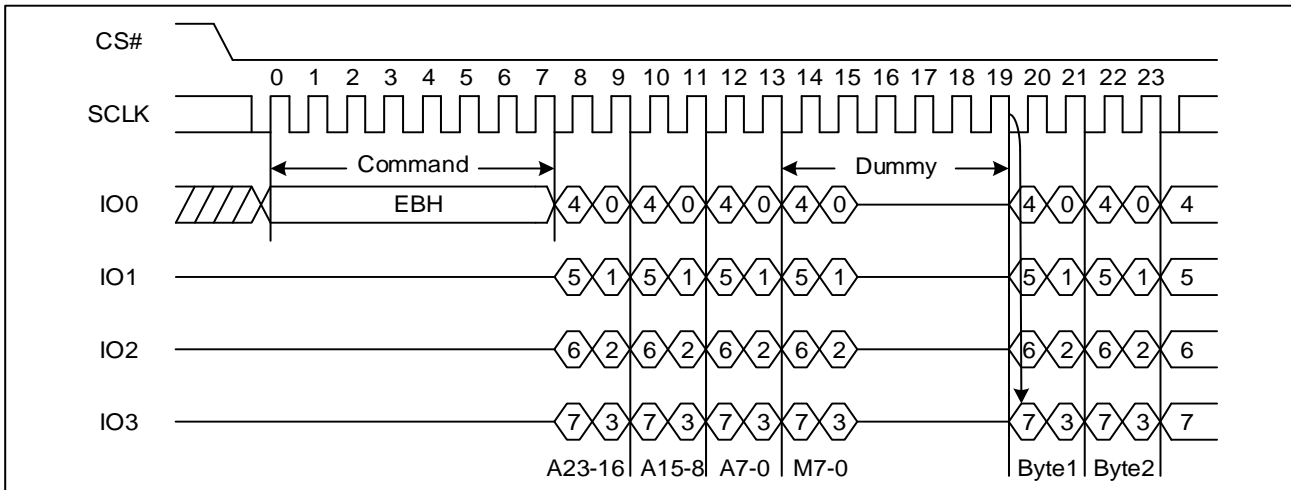 CS#
0 1 2 3 4 5 6 7 8 9 10 11 12 13 14 15 16 17 18 19 20 21 22 23
SCLK
Command Dummy
IO0 EBH 4 0 4 0 4 0 4 0 4 0 4 0 4
IO1 5 1 5 1 5 1 5 1 5 1 5 1 5
IO2 6 2 6 2 6 2 6 2 6 2 6 2 6
IO3 7 3 7 3 7 3 7 3 7 3 7 3 7
A23-16 A15-8 A7-0 M7-0 Byte1 Byte2